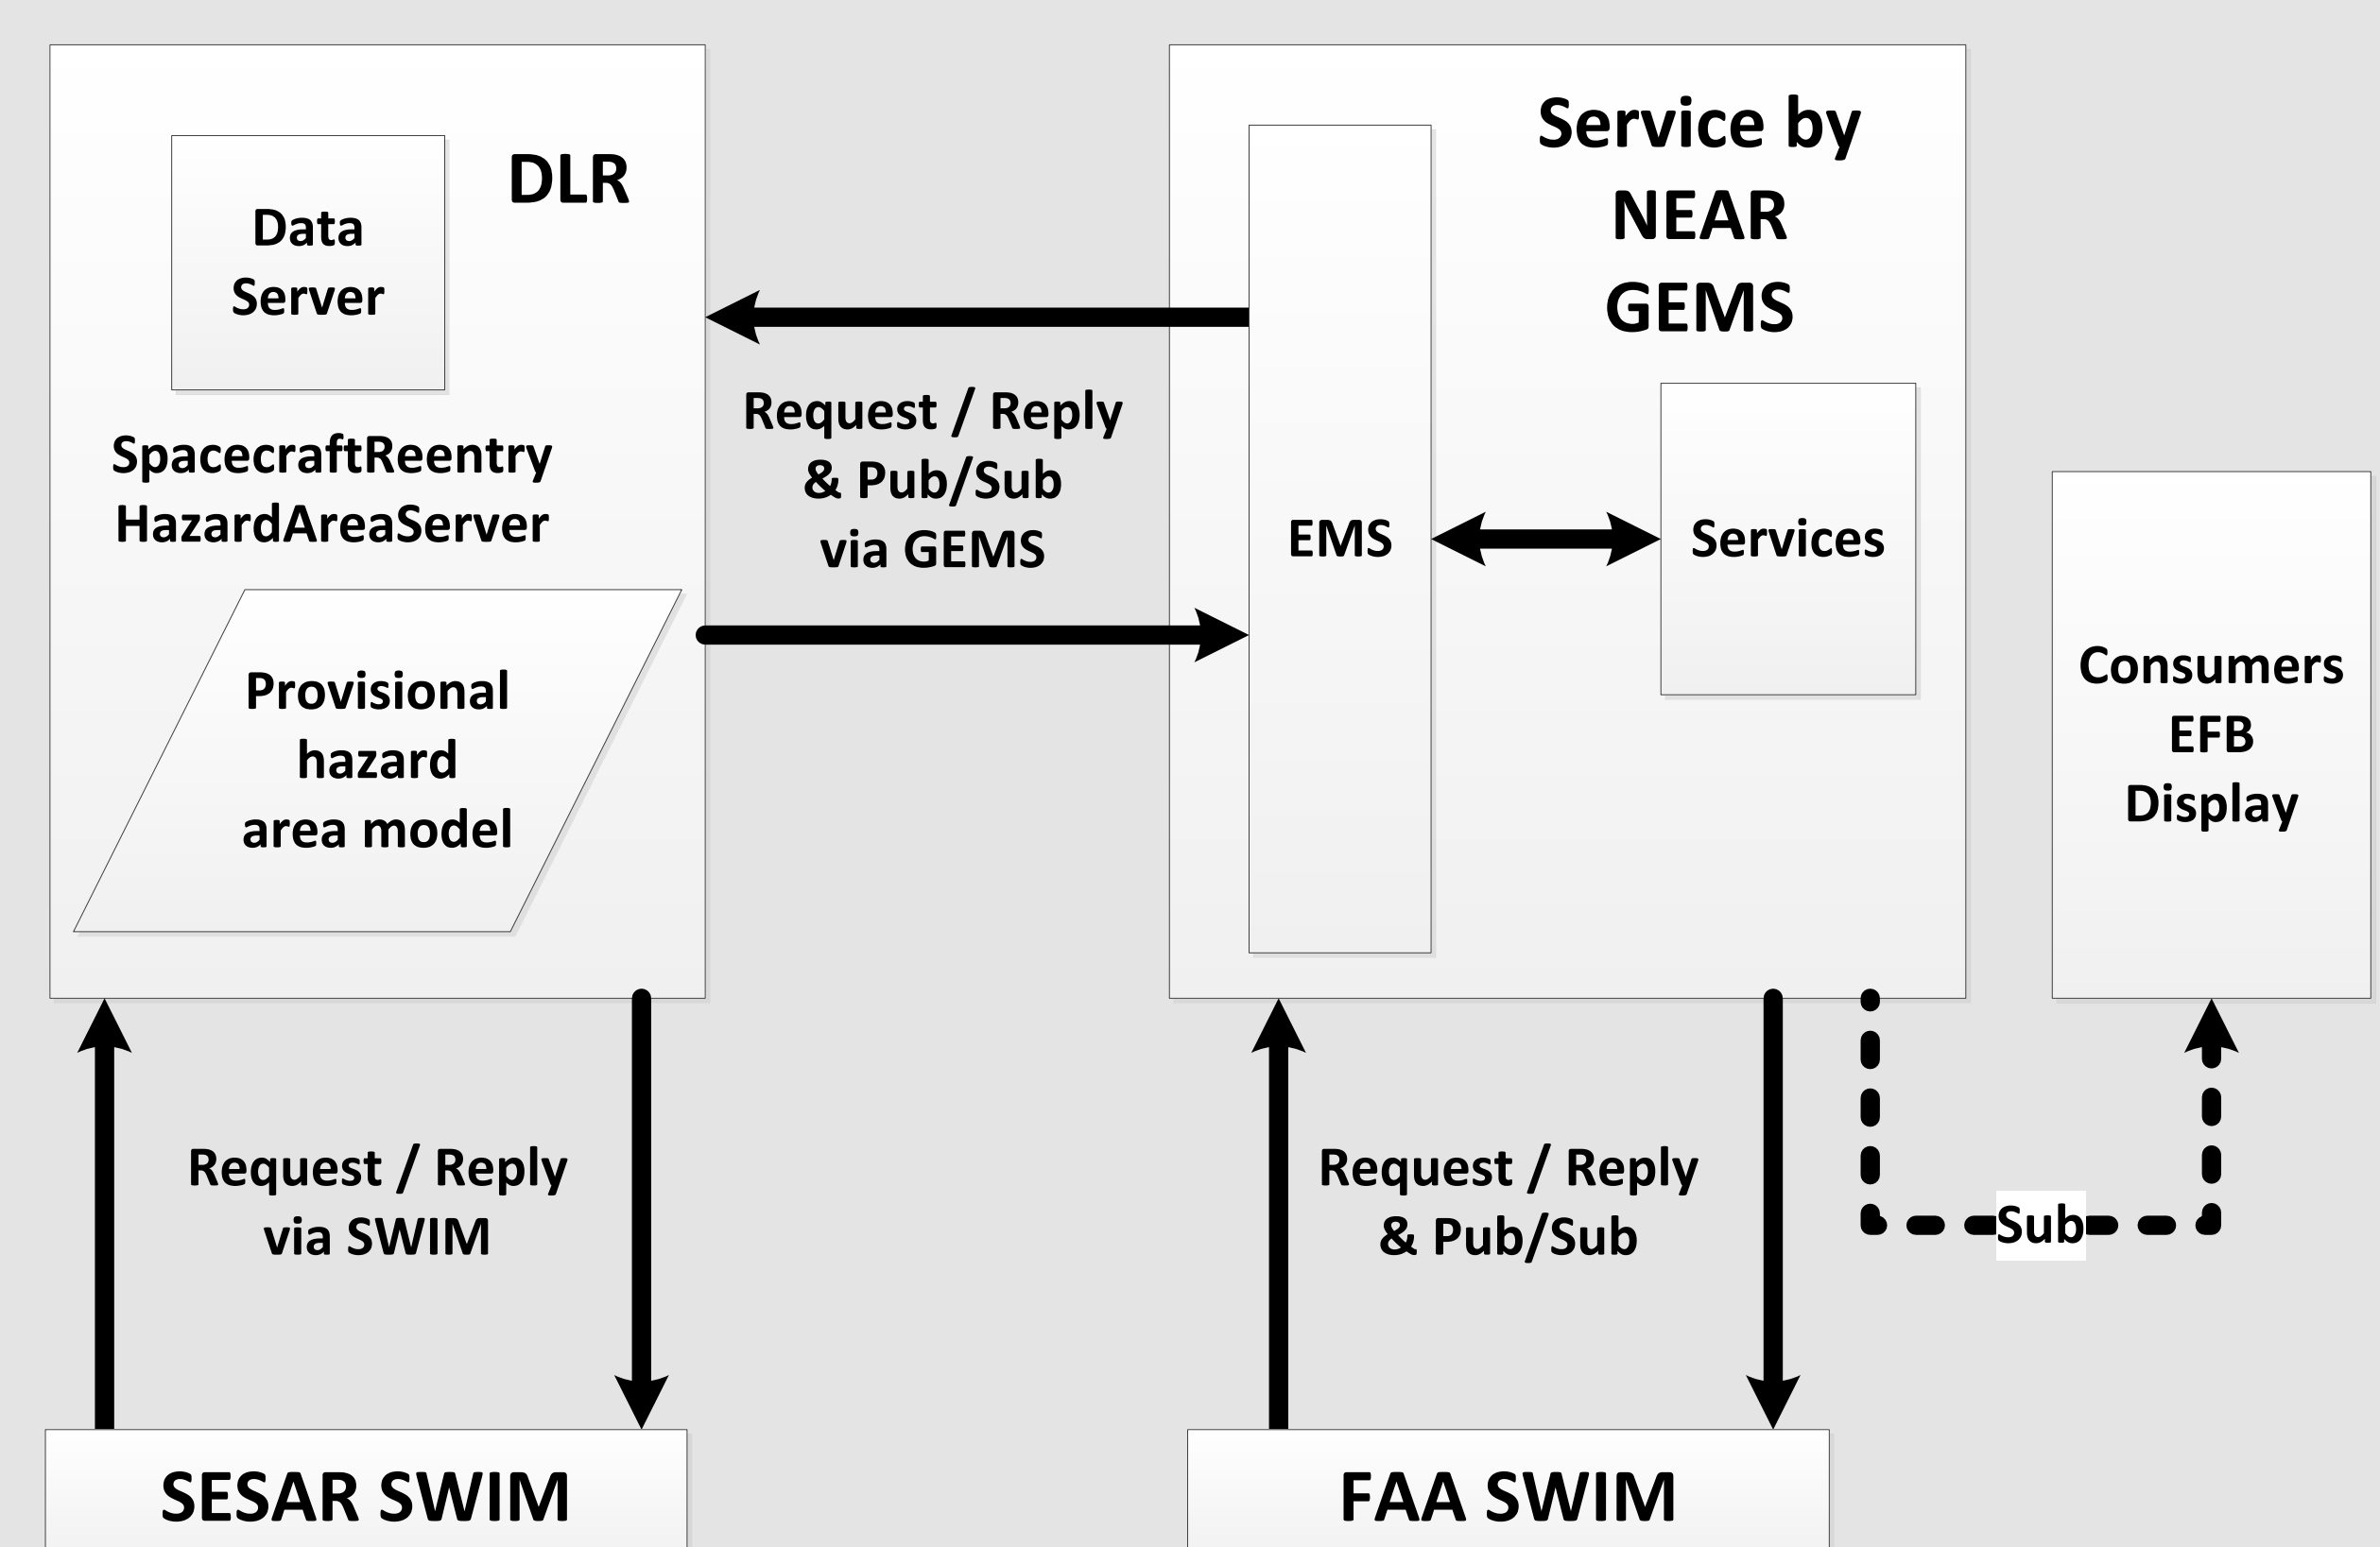 DLR
Data
Server
SpacecraftReentry
HazardAreaServer
Provisional
hazard
area model
Request / Reply
& Pub/Sub
via GEMS
Service by
NEAR
GEMS
EMS
Services
Consumers
EFB
Display
Request / Reply
via SWIM
Request / Reply
& Pub/Sub
Sub
SESAR SWIM
FAA SWIM